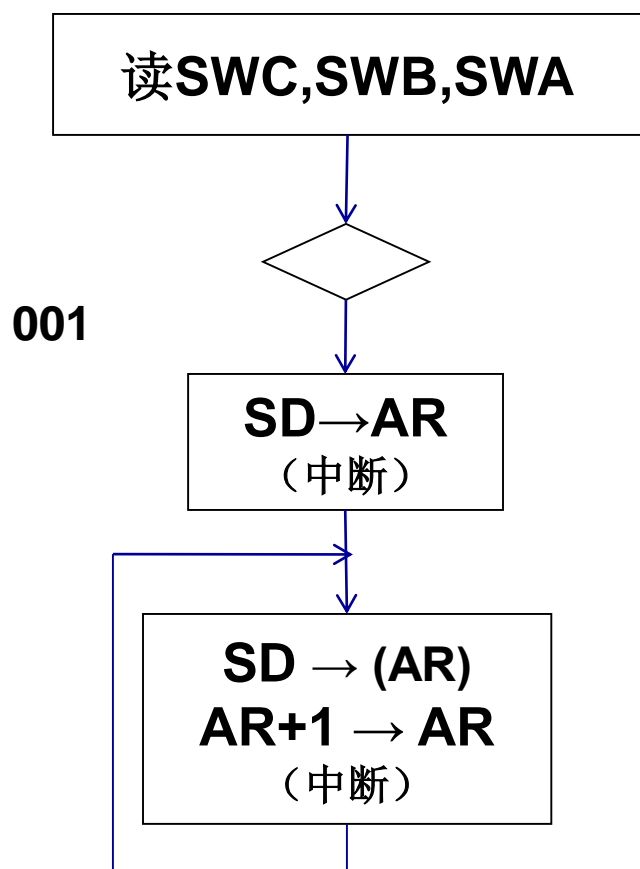 读SWC,SWB,SWA
001
SD→AR
（中断）
SD → (AR)
AR+1 → AR
（中断）